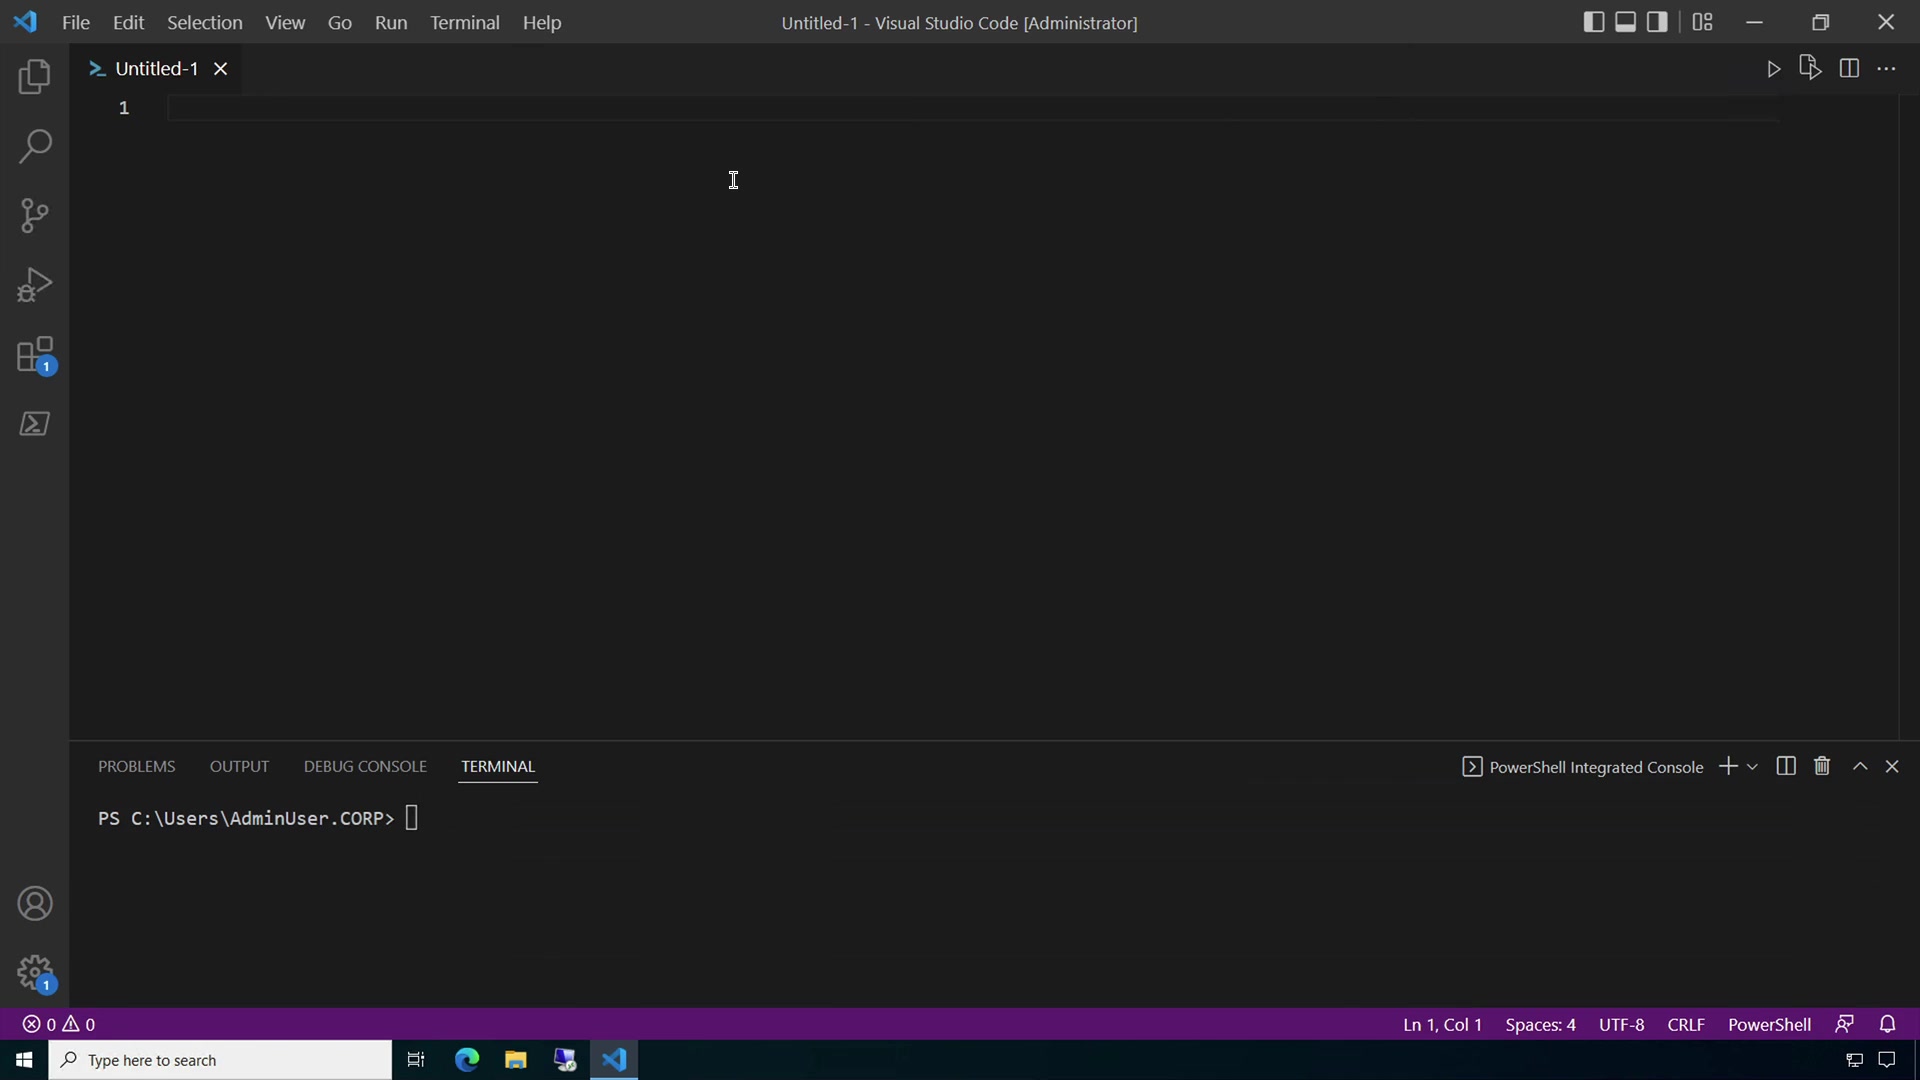 File Edit Selection View Go Run Terminal Help Untitled-1 - Visual Studio Code [Administrator]
Untitled-1
1
1
PROBLEMS OUTPUT DEBUG CONSOLE TERMINAL PowerShell Integrated Console
PS C:\Users\AdminUser.CORP>
1
0 0 Ln 1, Col 1 Spaces: 4 UTF-8 CRLF PowerShell
Type here to search